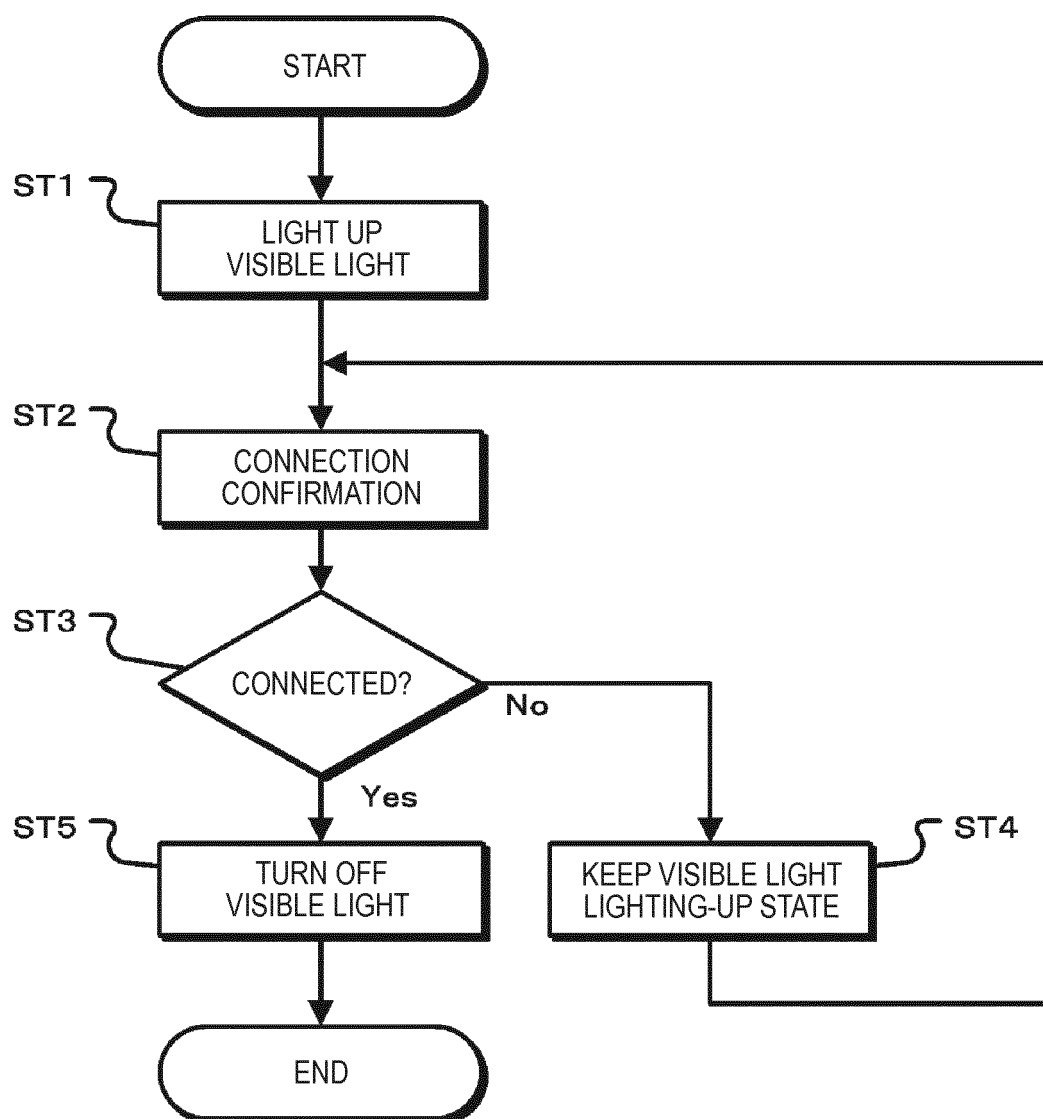 START
ST1
LIGHT UP
VISIBLE LIGHT
ST2
CONNECTION
CONFIRMATION
ST3
CONNECTED?
No
Yes
ST5
TURN OFF
VISIBLE LIGHT
KEEP VISIBLE LIGHT
LIGHTING-UP STATE
ST4
END